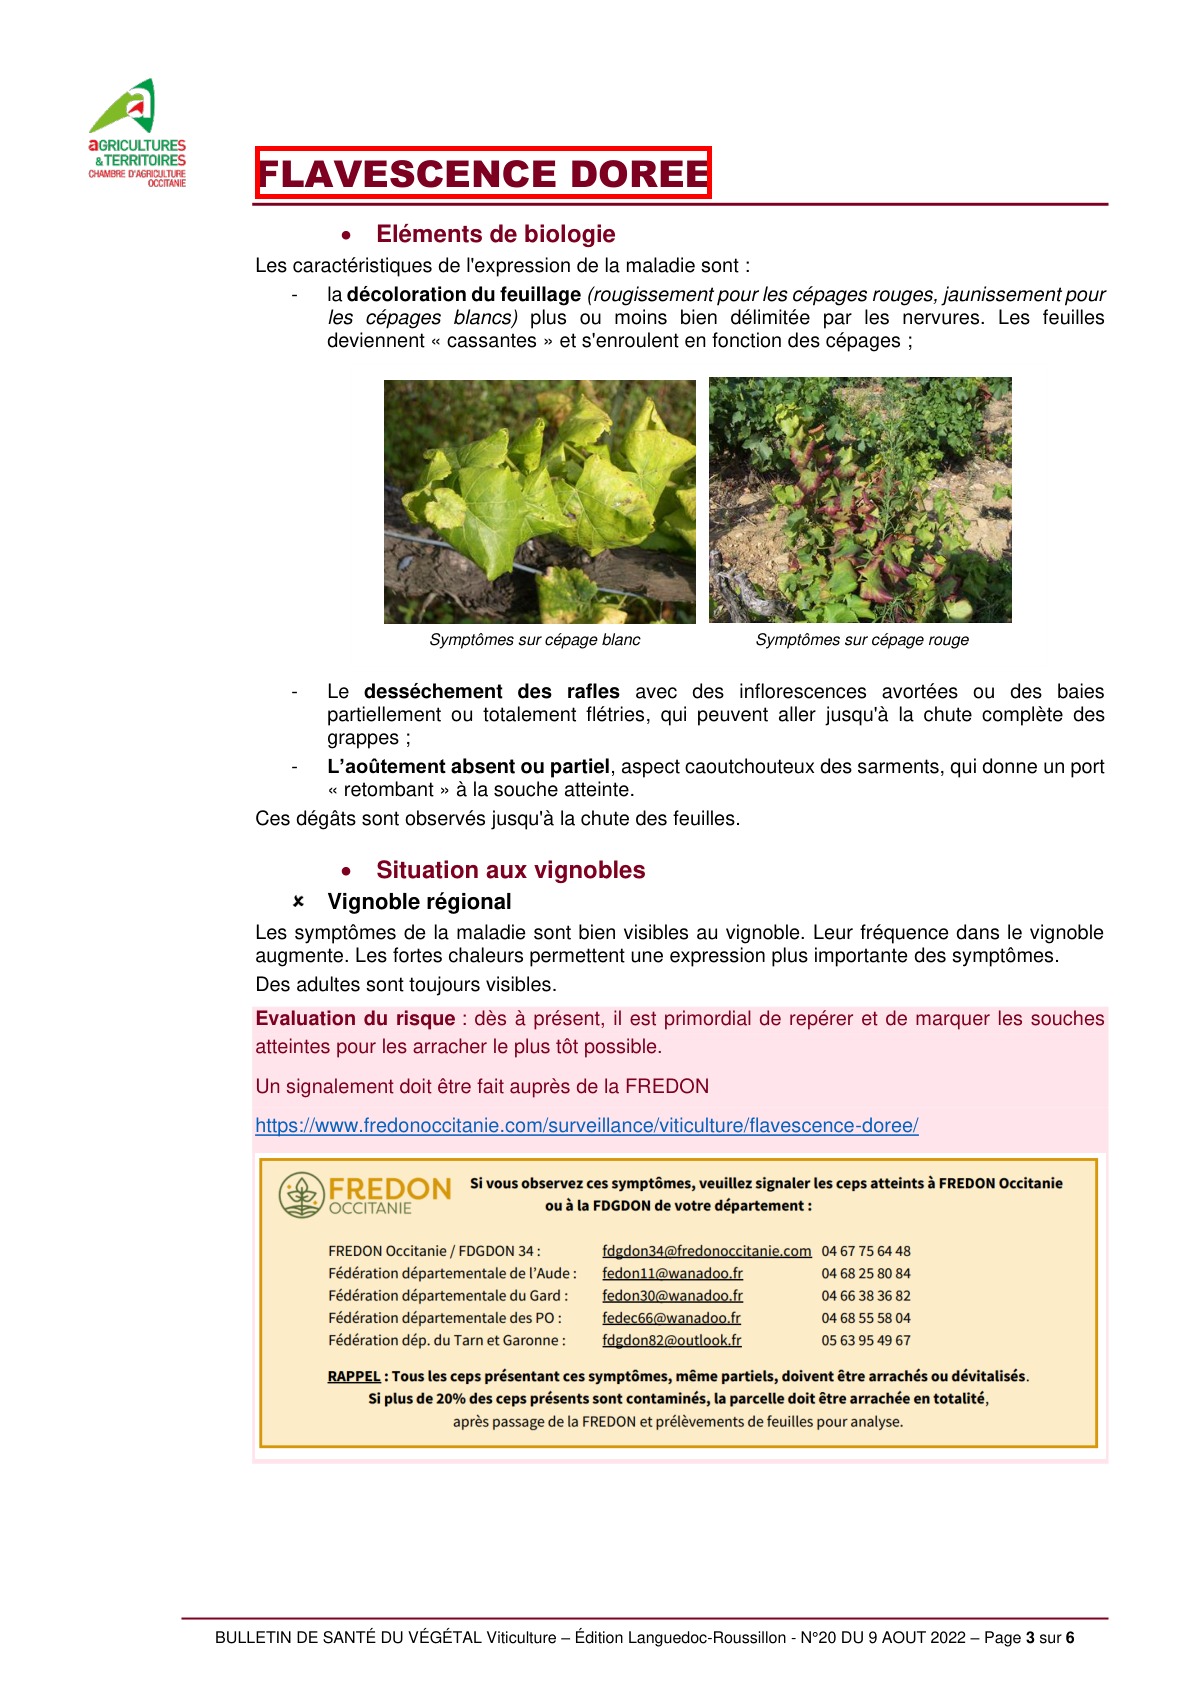 aGRICULTURES
& TERRITOIRES
CHAMBRE D'AGRICULTURE
OCCITANIE
FLAVESCENCE DOREE
• Eléments de biologie
Les caractéristiques de l'expression de la maladie sont :
- la décoloration du feuillage (rougissement pour les cépages rouges, jaunissement pour
les cépages blancs) plus ou moins bien délimitée par les nervures. Les feuilles
deviennent « cassantes » et s'enroulent en fonction des cépages ;
Symptômes sur cépage blanc
Symptômes sur cépage rouge
- Le desséchement des rafles avec des inflorescences avortées ou des baies
partiellement ou totalement flétries, qui peuvent aller jusqu'à la chute complète des
grappes ;
- L'aoûtement absent ou partiel, aspect caoutchouteux des sarments, qui donne un port
« retombant » à la souche atteinte.
Ces dégâts sont observés jusqu'à la chute des feuilles.
• Situation aux vignobles
✘ Vignoble régional
Les symptômes de la maladie sont bien visibles au vignoble. Leur fréquence dans le vignoble
augmente. Les fortes chaleurs permettent une expression plus importante des symptômes.
Des adultes sont toujours visibles.
Evaluation du risque : dès à présent, il est primordial de repérer et de marquer les souches
atteintes pour les arracher le plus tôt possible.
Un signalement doit être fait auprès de la FREDON
https://www.fredonoccitanie.com/surveillance/viticulture/flavescence-doree/
FREDON
OCCITANIE
Si vous observez ces symptômes, veuillez signaler les ceps atteints à FREDON Occitanie
ou à la FDGDON de votre département :
FREDON Occitanie / FDGDON 34 : fdgdon34@fredonoccitanie.com 04 67 75 64 48
Fédération départementale de l'Aude : fedon11@wanadoo.fr 04 68 25 80 84
Fédération départementale du Gard : fedon30@wanadoo.fr 04 66 38 36 82
Fédération départementale des PO : fedec66@wanadoo.fr 04 68 55 58 04
Fédération dép. du Tarn et Garonne : fdgdon82@outlook.fr 05 63 95 49 67
RAPPEL : Tous les ceps présentant ces symptômes, même partiels, doivent être arrachés ou dévitalisés.
Si plus de 20% des ceps présents sont contaminés, la parcelle doit être arrachée en totalité,
après passage de la FREDON et prélèvements de feuilles pour analyse.
BULLETIN DE SANTÉ DU VÉGÉTAL Viticulture – Édition Languedoc-Roussillon - N°20 DU 9 AOUT 2022 – Page 3 sur 6